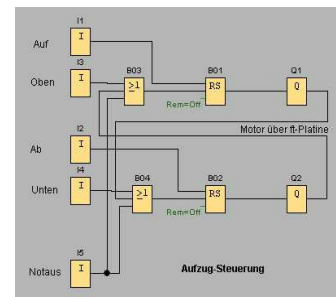 I1
Auf
I
I3
B03
B01
Q1
Oben
I
≥1
RS
Q
Rem=Off
I2
Motor über ft-Platine
Ab
I
I4
B04
B02
Q2
Unten
I
≥1
RS
Q
Rem=Off
I5
Notaus
I
Aufzug-Steuerung